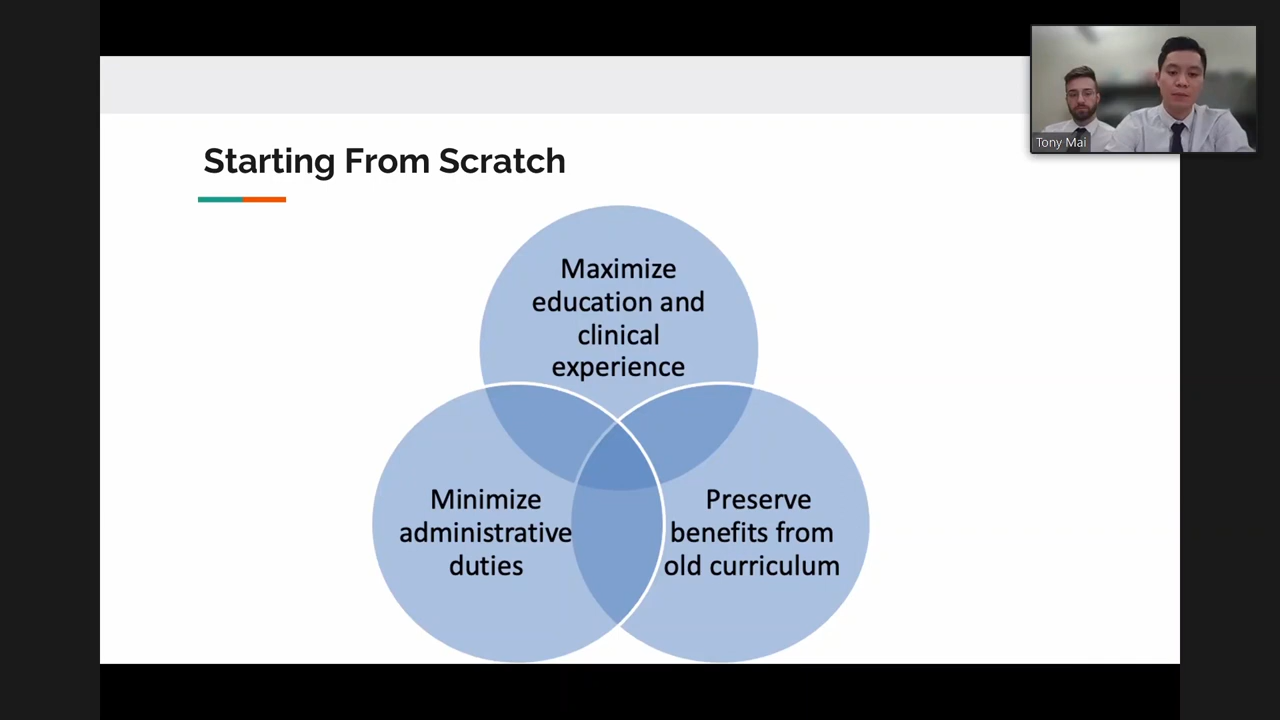 Starting From Scratch
Tony Mai
Maximize
education and
clinical
experience
Minimize
administrative
duties
Preserve
benefits from
old curriculum